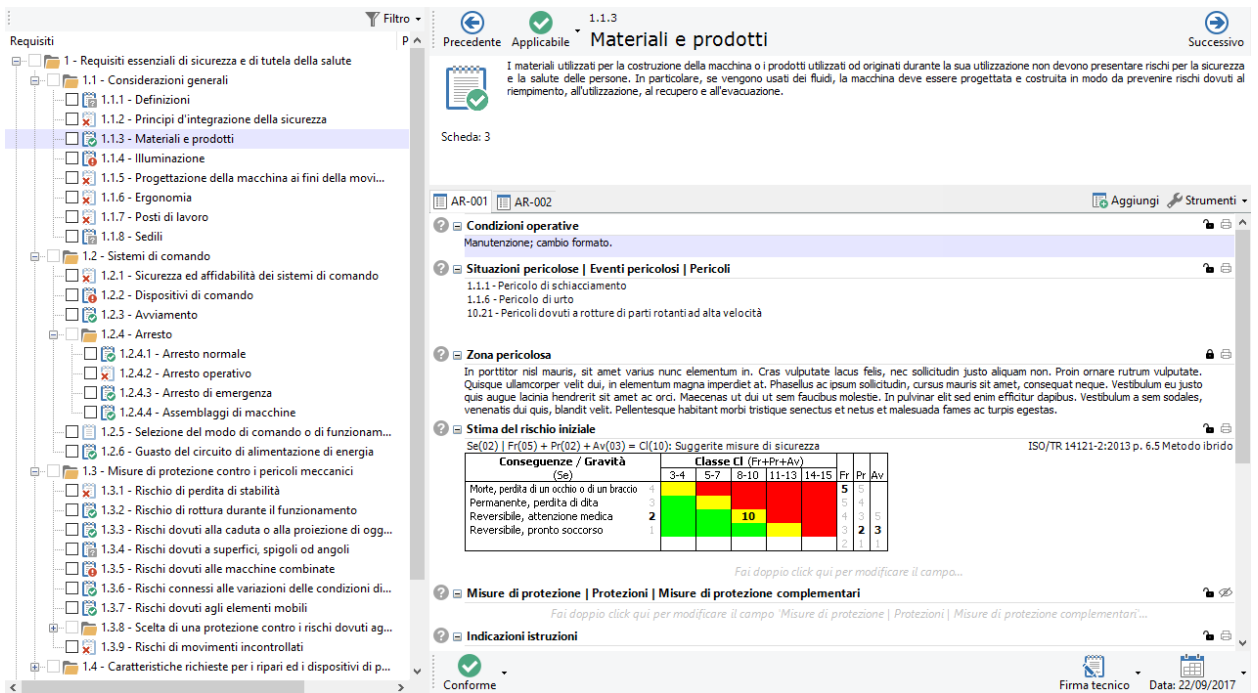 Filtro
Requisiti P
1 - Requisiti essenziali di sicurezza e di tutela della salute
1.1 - Considerazioni generali
1.1.1 - Definizioni
1.1.2 - Principi d'integrazione della sicurezza
1.1.3 - Materiali e prodotti
1.1.4 - Illuminazione
1.1.5 - Progettazione della macchina ai fini della movi...
1.1.6 - Ergonomia
1.1.7 - Posti di lavoro
1.1.8 - Sedili
1.2 - Sistemi di comando
1.2.1 - Sicurezza ed affidabilità dei sistemi di comando
1.2.2 - Dispositivi di comando
1.2.3 - Avviamento
1.2.4 - Arresto
1.2.4.1 - Arresto normale
1.2.4.2 - Arresto operativo
1.2.4.3 - Arresto di emergenza
1.2.4.4 - Assemblaggi di macchine
1.2.5 - Selezione del modo di comando o di funzionam...
1.2.6 - Guasto del circuito di alimentazione di energia
1.3 - Misure di protezione contro i pericoli meccanici
1.3.1 - Rischio di perdita di stabilità
1.3.2 - Rischio di rottura durante il funzionamento
1.3.3 - Rischi dovuti alla caduta o alla proiezione di ogg...
1.3.4 - Rischi dovuti a superfici, spigoli od angoli
1.3.5 - Rischi dovuti alle macchine combinate
1.3.6 - Rischi connessi alle variazioni delle condizioni di...
1.3.7 - Rischi dovuti agli elementi mobili
1.3.8 - Scelta di una protezione contro i rischi dovuti ag...
1.3.9 - Rischi di movimenti incontrollati
1.4 - Caratteristiche richieste per i ripari ed i dispositivi di p...
Precedente
Applicabile
1.1.3
Materiali e prodotti
Successivo
I materiali utilizzati per la costruzione della macchina o i prodotti utilizzati od originati durante la sua utilizzazione non devono presentare rischi per la sicurezza
e la salute delle persone. In particolare, se vengono usati dei fluidi, la macchina deve essere progettata e costruita in modo da prevenire rischi dovuti al
riempimento, all'utilizzazione, al recupero e all'evacuazione.
Scheda: 3
AR-001 AR-002 Aggiungi Strumenti
Condizioni operative
Manutenzione; cambio formato.
Situazioni pericolose | Eventi pericolosi | Pericoli
1.1.1 - Pericolo di schiacciamento
1.1.6 - Pericolo di urto
10.21 - Pericoli dovuti a rotture di parti rotanti ad alta velocità
Zona pericolosa
In porttitor nisl mauris, sit amet varius nunc elementum in. Cras vulputate lacus felis, nec sollicitudin justo aliquam non. Proin ornare rutrum vulputate.
Quisque ullamcorper velit dui, in elementum magna imperdiet at. Phasellus ac ipsum sollicitudin, cursus mauris sit amet, consequat neque. Vestibulum eu justo
quis augue lacinia hendrerit sit amet ac orci. Maecenas ut dui ut sem faucibus molestie. In pulvinar elit sed enim efficitur dapibus. Vestibulum a sem sodales,
venenatis dui quis, blandit velit. Pellentesque habitant morbi tristique senectus et netus et malesuada fames ac turpis egestas.
Stima del rischio iniziale
Se(02) | Fr(05) + Pr(02) + Av(03) = Cl(10): Suggerite misure di sicurezza ISO/TR 14121-2:2013 p. 6.5 Metodo ibrido
Conseguenze / Gravità Classe Cl (Fr+Pr+Av)
(Se) 3-4 5-7 8-10 11-13 14-15 Fr Pr Av
Morte, perdita di un occhio o di un braccio 4 5 5
Permanente, perdita di dita 3 5 4
Reversibile, attenzione medica 2 10 4 3 5
Reversibile, pronto soccorso 1 3 2 3
2 1 1
Fai doppio click qui per modificare il campo...
Misure di protezione | Protezioni | Misure di protezione complementari
Fai doppio click qui per modificare il campo 'Misure di protezione | Protezioni | Misure di protezione complementari'...
Indicazioni istruzioni
Conforme Firma tecnico Data: 22/09/2017